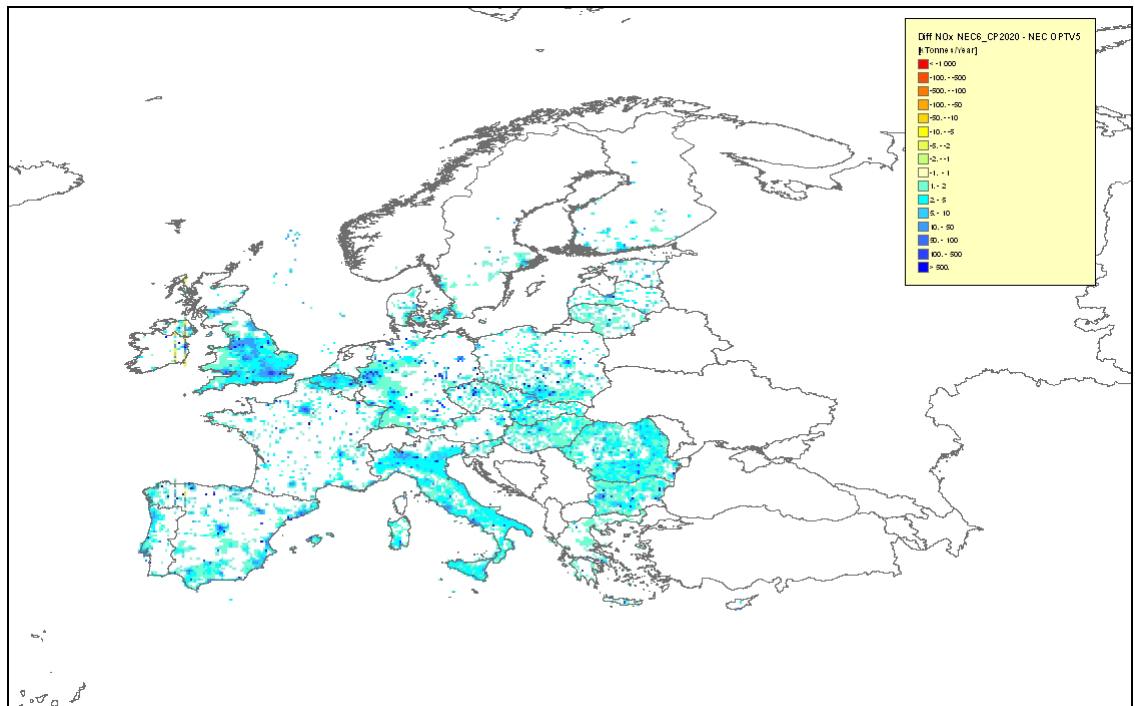 Diff NOx NEC6_CP2020 - NEC OPTV5
[kTonnes/Year]
< -1000
-100. - -500
-500. - -100
-100. - -50
-50. - -10
-10. - -5
-5. - -2
-2. - -1
-1. - 1
1. - 2
2. - 5
5. - 10
10. - 50
50. - 100
100. - 500
> 500.